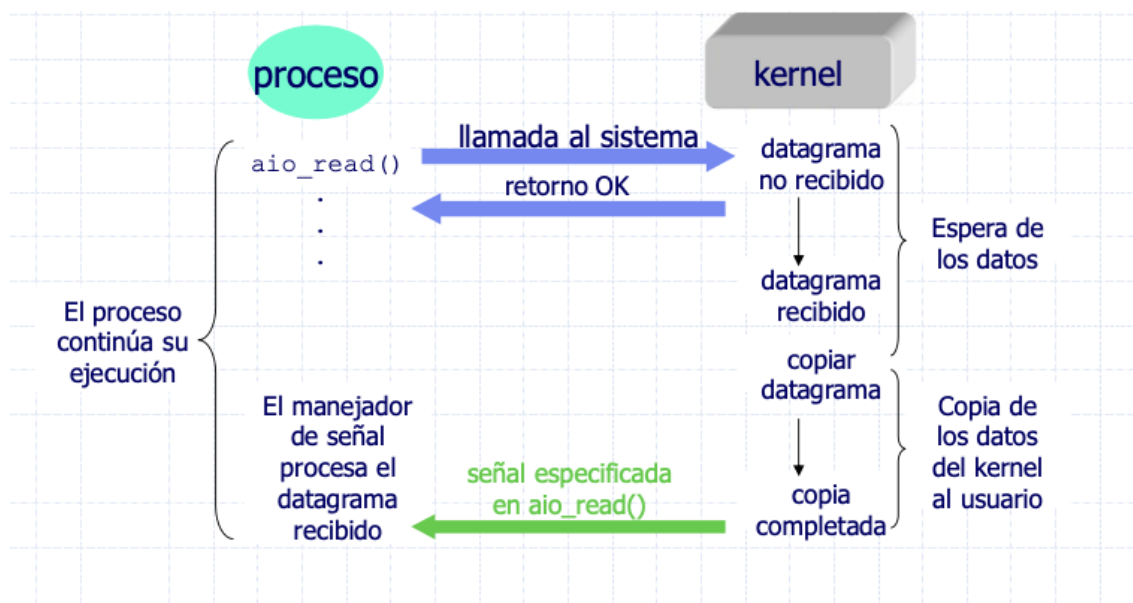 proceso
kernel
llamada al sistema
aio_read()
.
.
.
retorno OK
datagrama
no recibido
datagrama
recibido
Espera de
los datos
El proceso
continúa su
ejecución
copiar
datagrama
copia
completada
Copia de
los datos
del kernel
al usuario
El manejador
de señal
procesa el
datagrama
recibido
señal especificada
en aio_read()